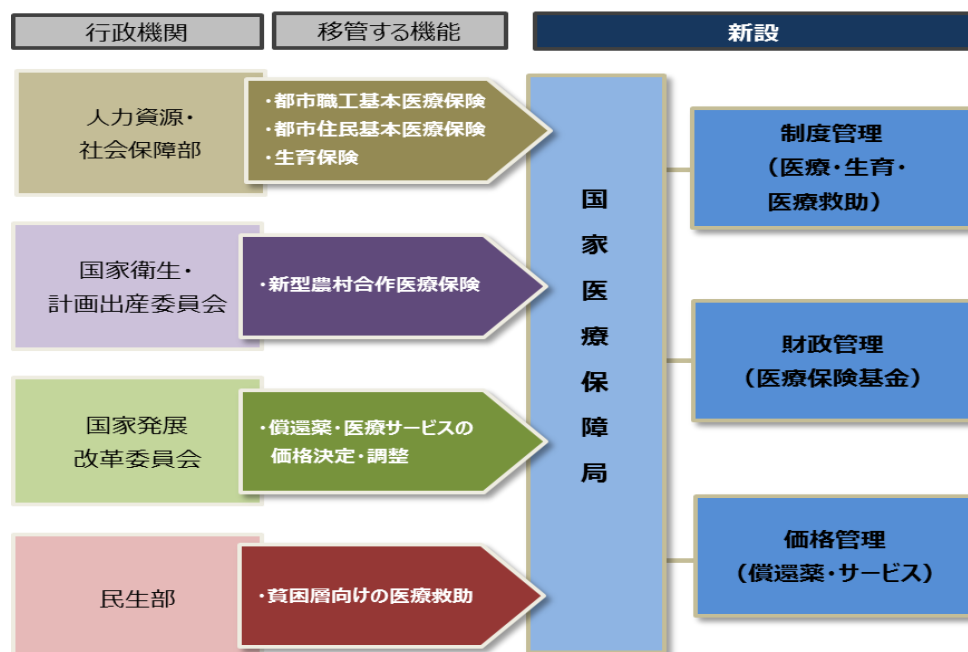 行政機関
移管する機能
新設
人力資源・
社会保障部
・都市職工基本医療保険
・都市住民基本医療保険
・生育保険
国家衛生・
計画出産委員会
・新型農村合作医療保険
国家発展
改革委員会
・償還薬・医療サービスの
価格決定・調整
民生部
・貧困層向けの医療救助
国家医療保障局
制度管理
（医療・生育・
医療救助）
財政管理
（医療保険基金）
価格管理
（償還薬・サービス）